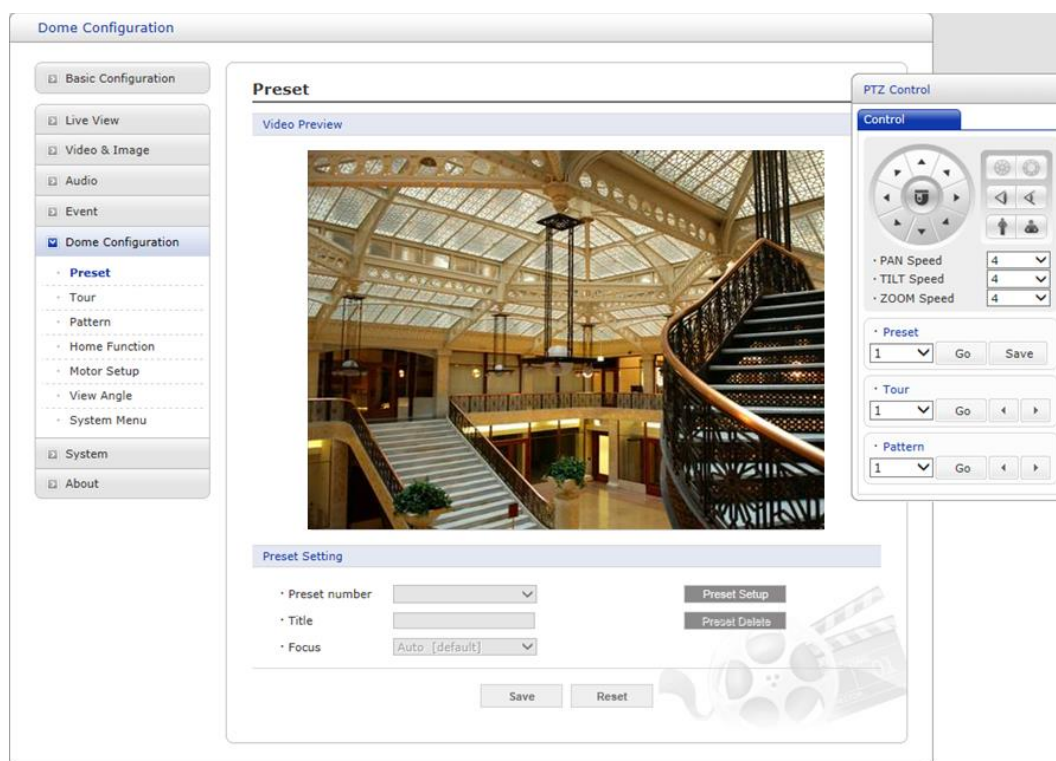 Dome Configuration
Basic Configuration
Live View
Video & Image
Audio
Event
Dome Configuration
Preset
Tour
Pattern
Home Function
Motor Setup
View Angle
System Menu
System
About
Preset
Video Preview
Preset Setting
Preset number
Title
Focus
Auto [default]
Preset Setup
Preset Delete
Save
Reset
PTZ Control
Control
PAN Speed
4
TILT Speed
4
ZOOM Speed
4
Preset
1
Go
Save
Tour
1
Go
Pattern
1
Go